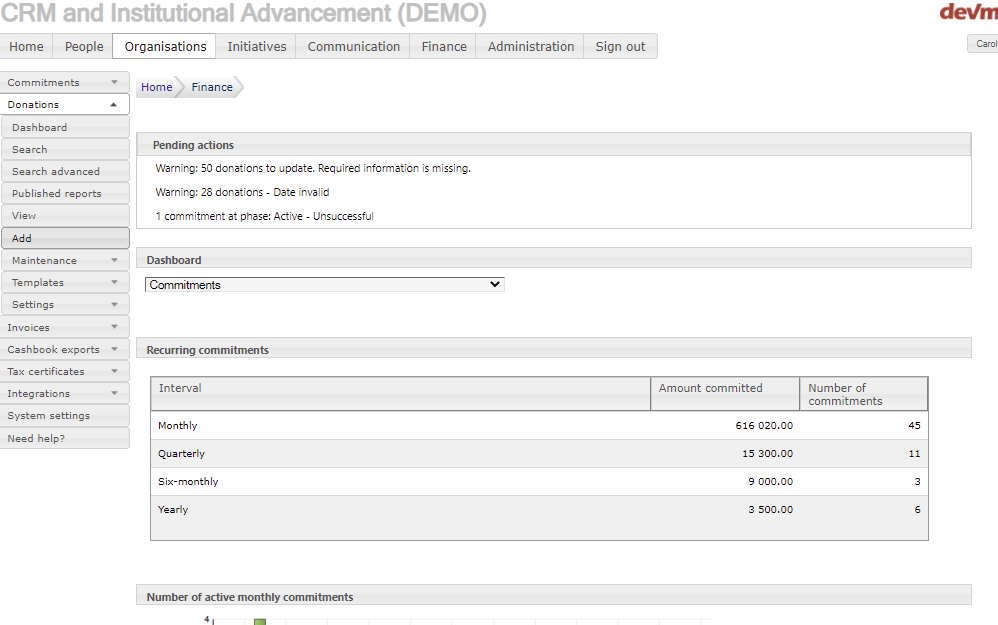 CRM and Institutional Advancement (DEMO)
Home People Organisations Initiatives Communication Finance Administration Sign out
Commitments
Donations
Dashboard
Search
Search advanced
Published reports
View
Add
Maintenance
Templates
Settings
Invoices
Cashbook exports
Tax certificates
Integrations
System settings
Need help?
Home Finance
Pending actions
Warning: 50 donations to update. Required information is missing.
Warning: 28 donations - Date invalid
1 commitment at phase: Active - Unsuccessful
Dashboard
Commitments
Recurring commitments
Interval Amount committed Number of
commitments
Monthly 616 020.00 45
Quarterly 15 300.00 11
Six-monthly 9 000.00 3
Yearly 3 500.00 6
Number of active monthly commitments
4